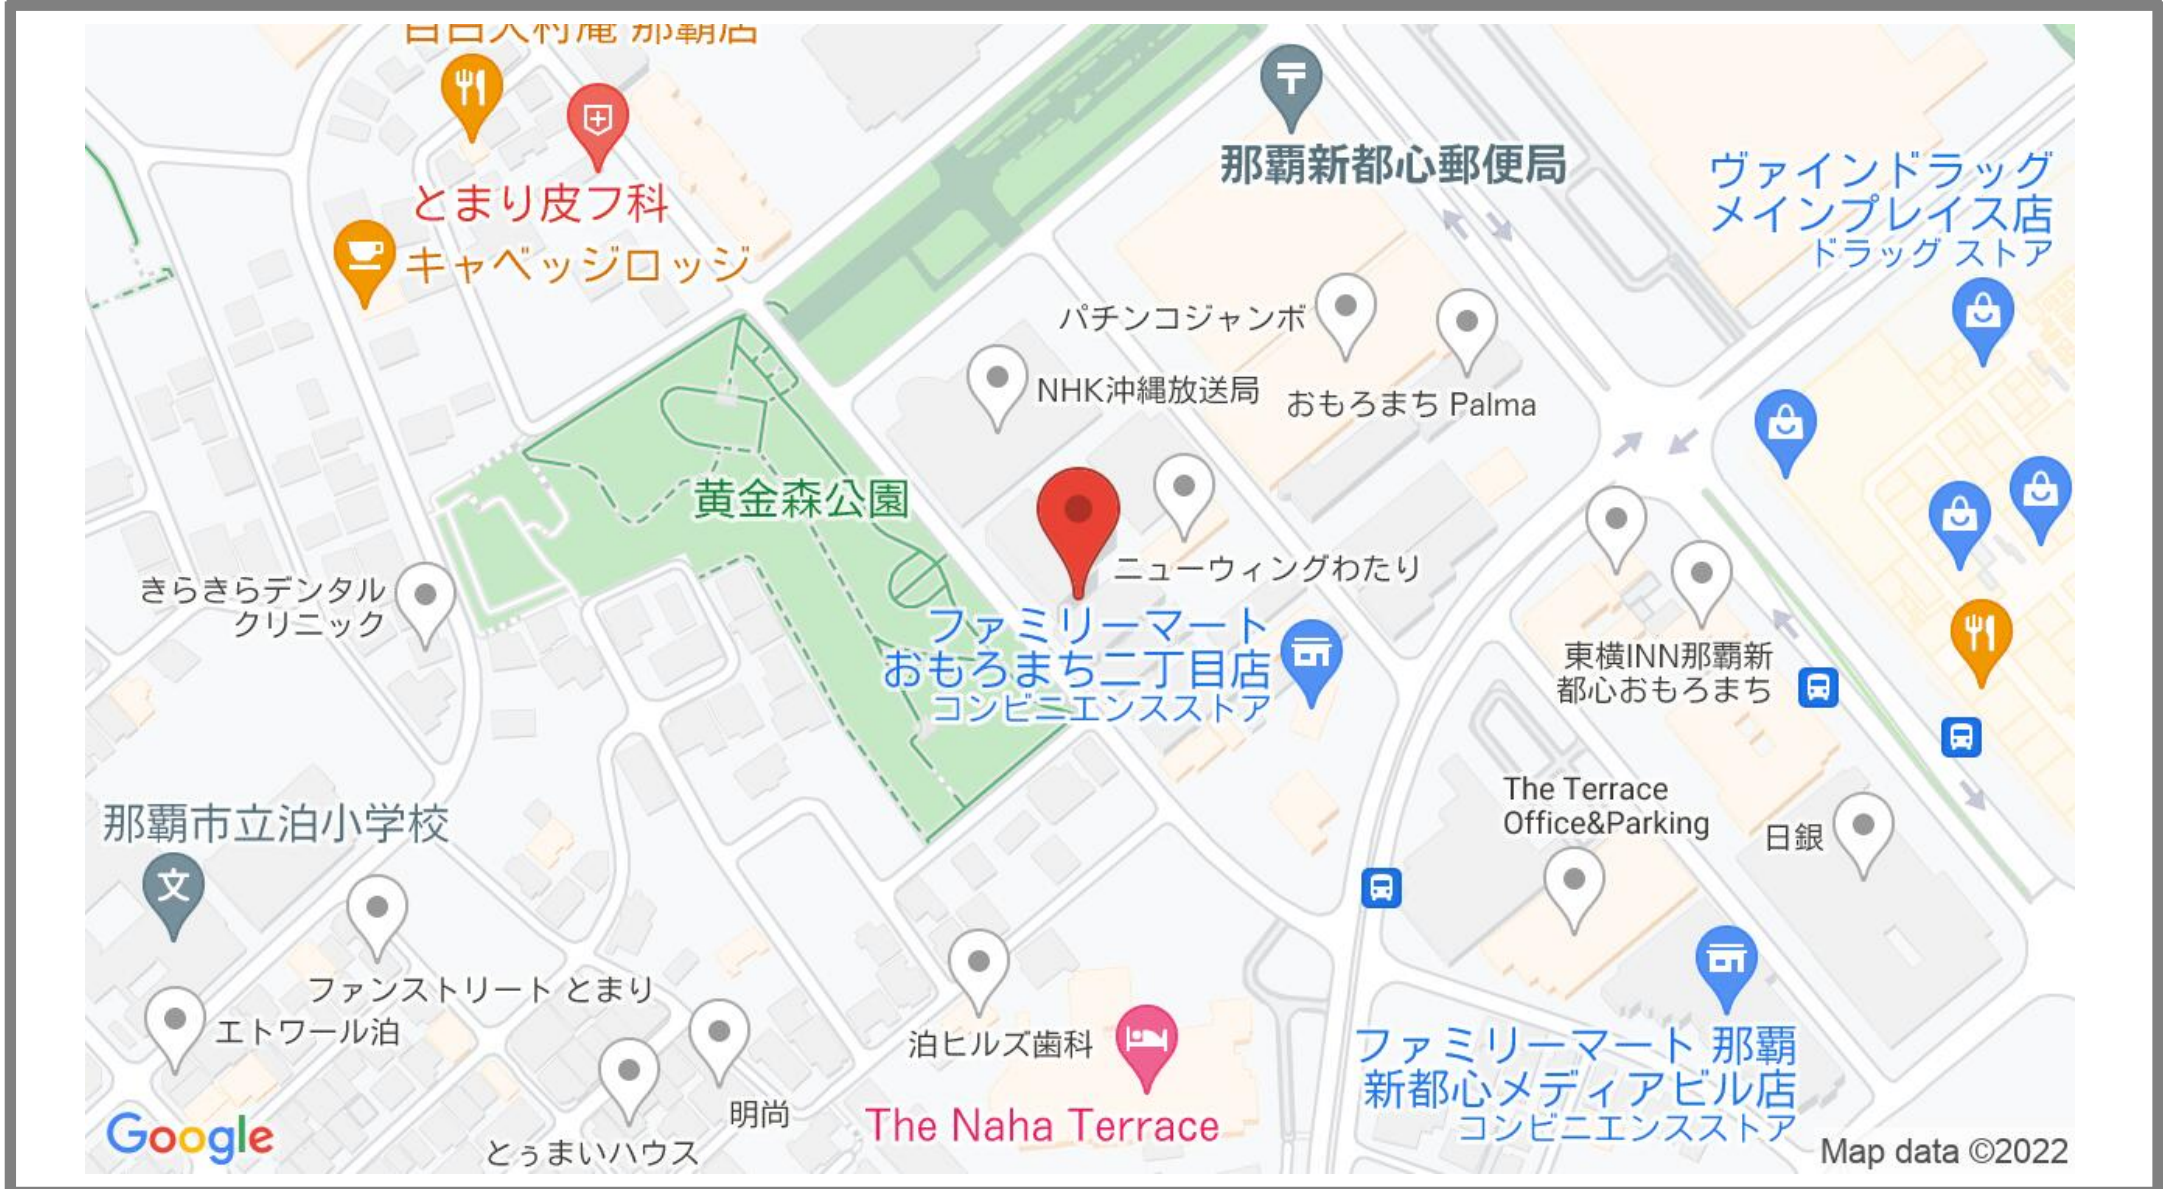 百古大村庵 那覇店
とまり皮フ科
キャベッジロッジ
那覇新都心郵便局
ヴァインドラッグ
メインプレイス店
ドラッグ ストア
パチンコジャンボ
NHK沖縄放送局
おもろまち Palma
黄金森公園
ニューウィングわたり
きらきらデンタル
クリニック
ファミリーマート
おもろまち二丁目店
コンビニエンスストア
東横INN那覇新
都心おもろまち
The Terrace
Office&Parking
日銀
那覇市立泊小学校
文
ファンストリート とまり
エトワール泊
泊ヒルズ歯科
明尚
The Naha Terrace
ファミリーマート 那覇
新都心メディアビル店
コンビニエンスストア
とぅまいハウス
Google
Map data ©2022